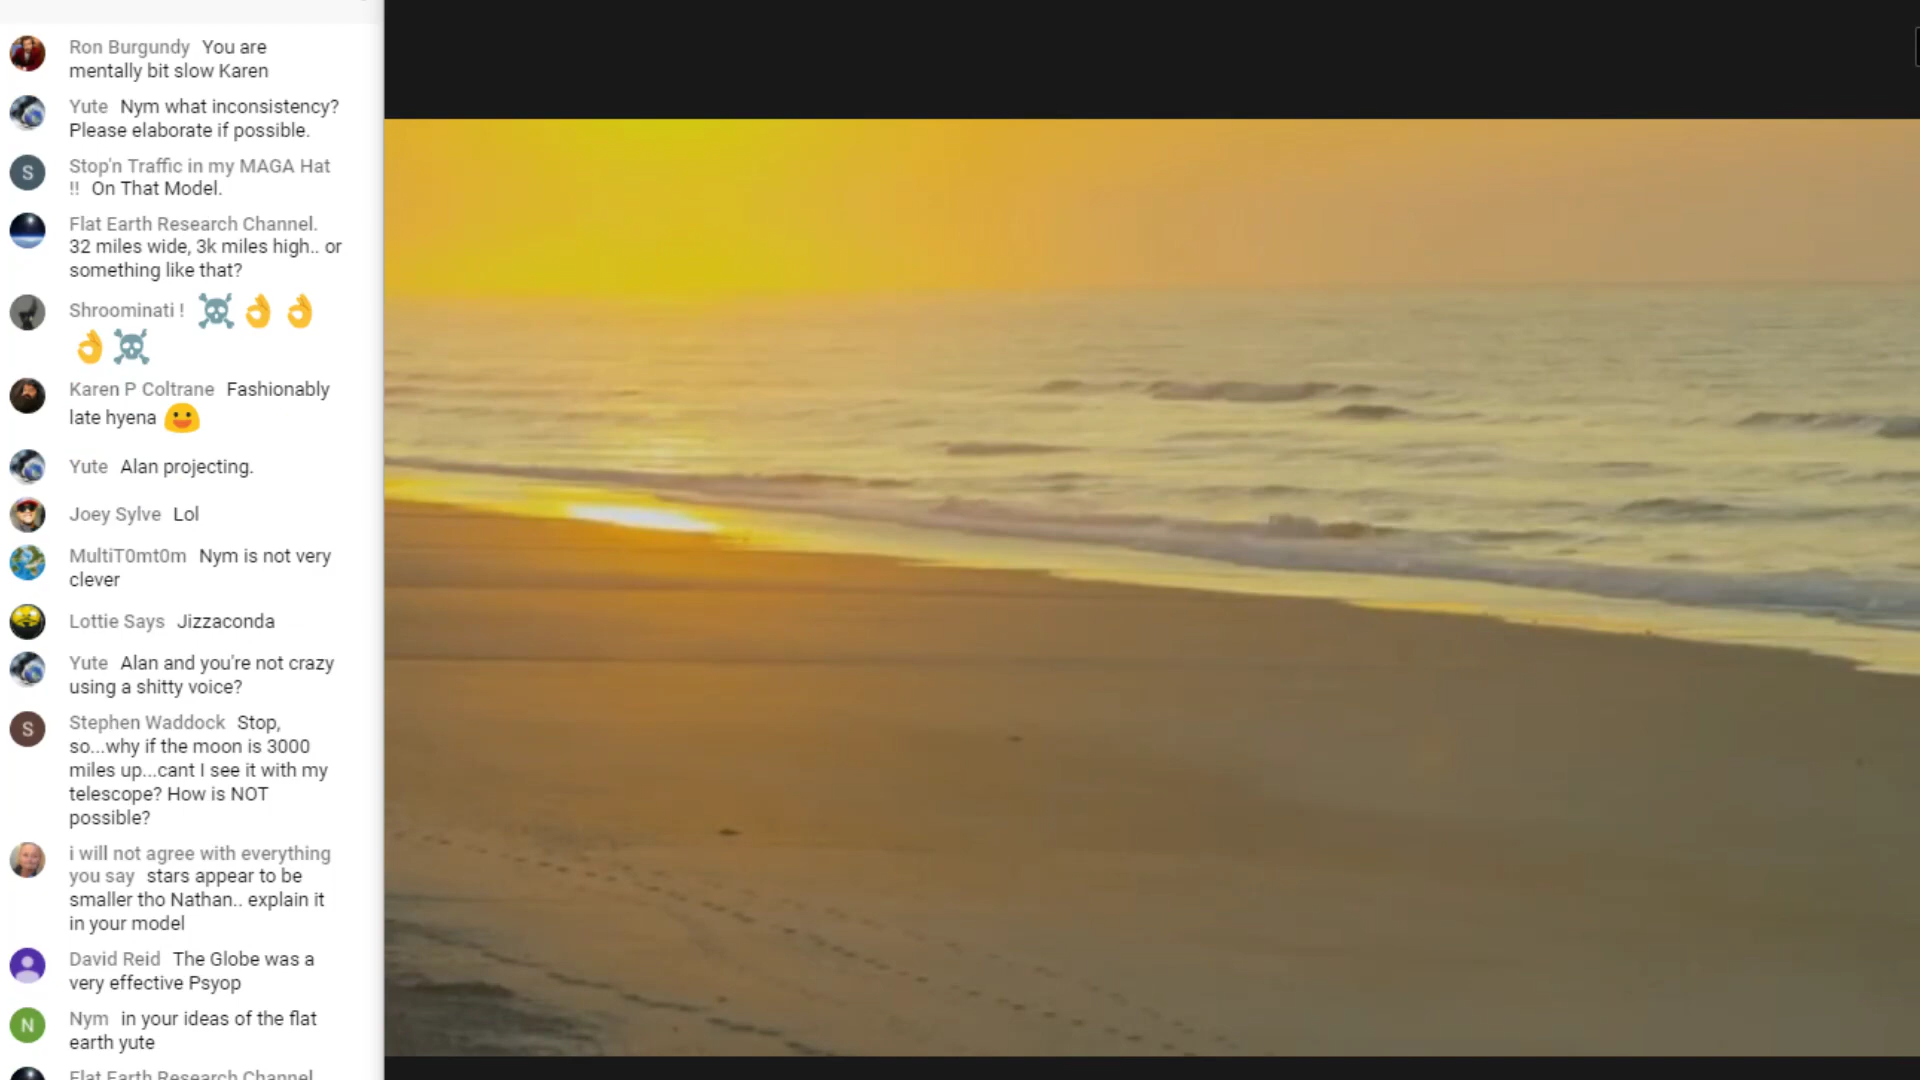 Ron Burgundy You are
mentally bit slow Karen
Yute Nym what inconsistency?
Please elaborate if possible.
S
Stop'n Traffic in my MAGA Hat
!! On That Model.
Flat Earth Research Channel.
32 miles wide, 3k miles high.. or
something like that?
Shroominati ! ☠️👌👌
👌☠️
Karen P Coltrane Fashionably
late hyena 😃
Yute Alan projecting.
Joey Sylve Lol
MultiT0mt0m Nym is not very
clever
Lottie Says Jizzaconda
Yute Alan and you're not crazy
using a shitty voice?
S
Stephen Waddock Stop,
so...why if the moon is 3000
miles up...cant I see it with my
telescope? How is NOT
possible?
i will not agree with everything
you say stars appear to be
smaller tho Nathan.. explain it
in your model
David Reid The Globe was a
very effective Psyop
N
Nym in your ideas of the flat
earth yute
Flat Earth Research Channel